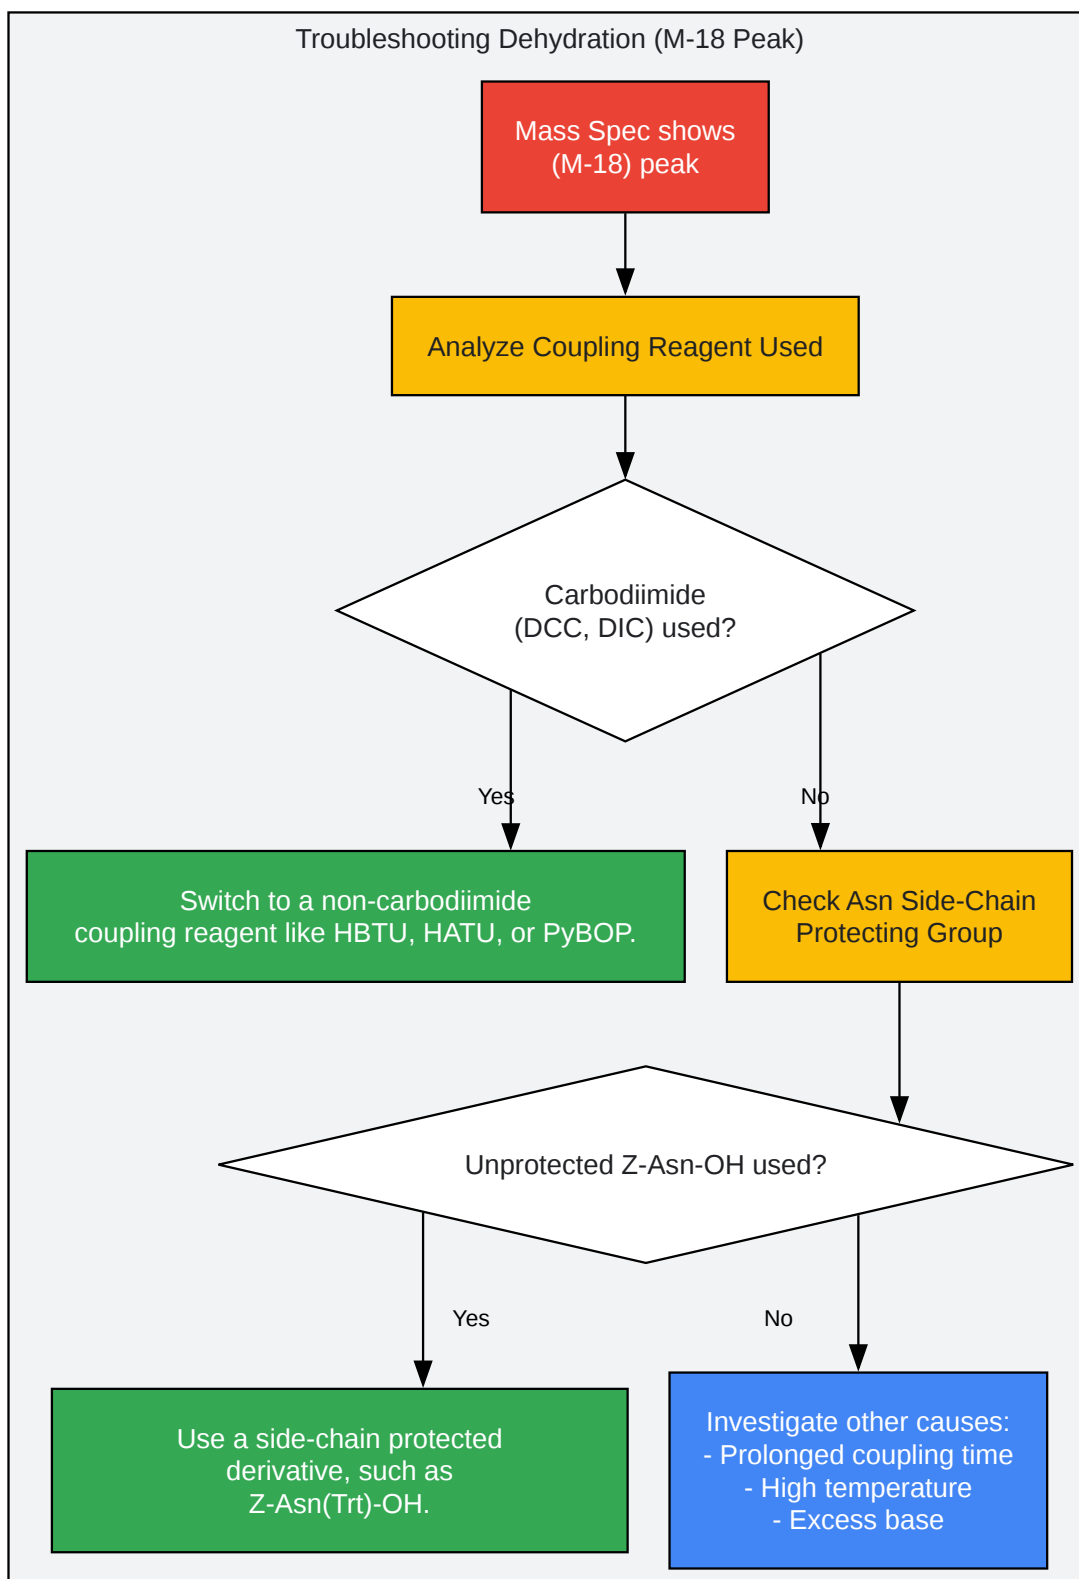 Troubleshooting Dehydration (M-18 Peak)
Mass Spec shows
(M-18) peak
Analyze Coupling Reagent Used
Carbodiimide
(DCC, DIC) used?
Yes
No
Switch to a non-carbodiimide
coupling reagent like HBTU, HATU, or PyBOP.
Check Asn Side-Chain
Protecting Group
Unprotected Z-Asn-OH used?
Yes
No
Use a side-chain protected
derivative, such as
Z-Asn(Trt)-OH.
Investigate other causes:
- Prolonged coupling time
- High temperature
- Excess base